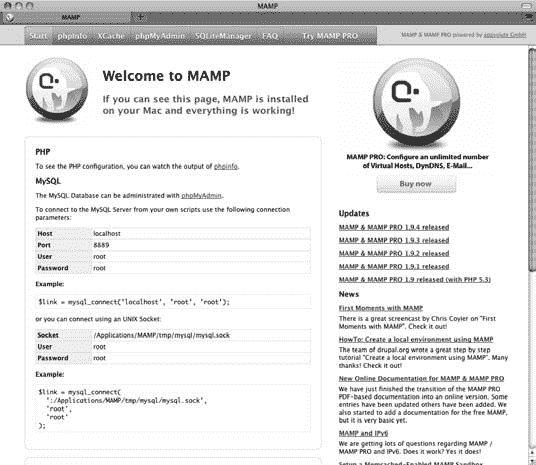 MAMP
MAMP
Start phpInfo XCache phpMyAdmin SQLiteManager FAQ Try MAMP PRO
MAMP & MAMP PRO powered by appsolute GmbH
Welcome to MAMP
If you can see this page, MAMP is installed
on your Mac and everything is working!
PHP
To see the PHP configuration, you can watch the output of phpinfo.
MySQL
The MySQL Database can be administrated with phpMyAdmin.
To connect to the MySQL Server from your own scripts use the following connection
parameters:
Host localhost
Port 8889
User root
Password root
Example:
$link = mysql_connect('localhost', 'root', 'root');
or you can connect using an UNIX Socket:
Socket /Applications/MAMP/tmp/mysql/mysql.sock
User root
Password root
Example:
$link = mysql_connect(
':/Applications/MAMP/tmp/mysql/mysql.sock',
'root',
'root'
);
MAMP PRO: Configure an unlimited number
of Virtual Hosts, DynDNS, E-Mail...
Buy now
Updates
MAMP & MAMP PRO 1.9.4 released
MAMP & MAMP PRO 1.9.3 released
MAMP & MAMP PRO 1.9.2 released
MAMP & MAMP PRO 1.9.1 released
MAMP & MAMP PRO 1.9 released (with PHP 5.3)
News
First Moments with MAMP
There is a great screencast by Chris Coyier on "First
Moments with MAMP". Check it out!
HowTo: Create a local environment using MAMP
The team of drupal.org wrote a great step by step
tutorial "Create a local environment using MAMP". Many
thanks! Check it out!
New Online Documentation for MAMP & MAMP PRO
We have just finished the transition of the MAMP PRO
PDF-based documentation into an online version. Some
entries have been updated others have been added. We
also started to add a documentation for the free MAMP,
but it is very basic yet.
MAMP and IPv6
We are getting lots of questions regarding MAMP /
MAMP PRO and IPv6. Does it work? Yes it does!
Setup a Memcached-Enabled MAMP Sandbox